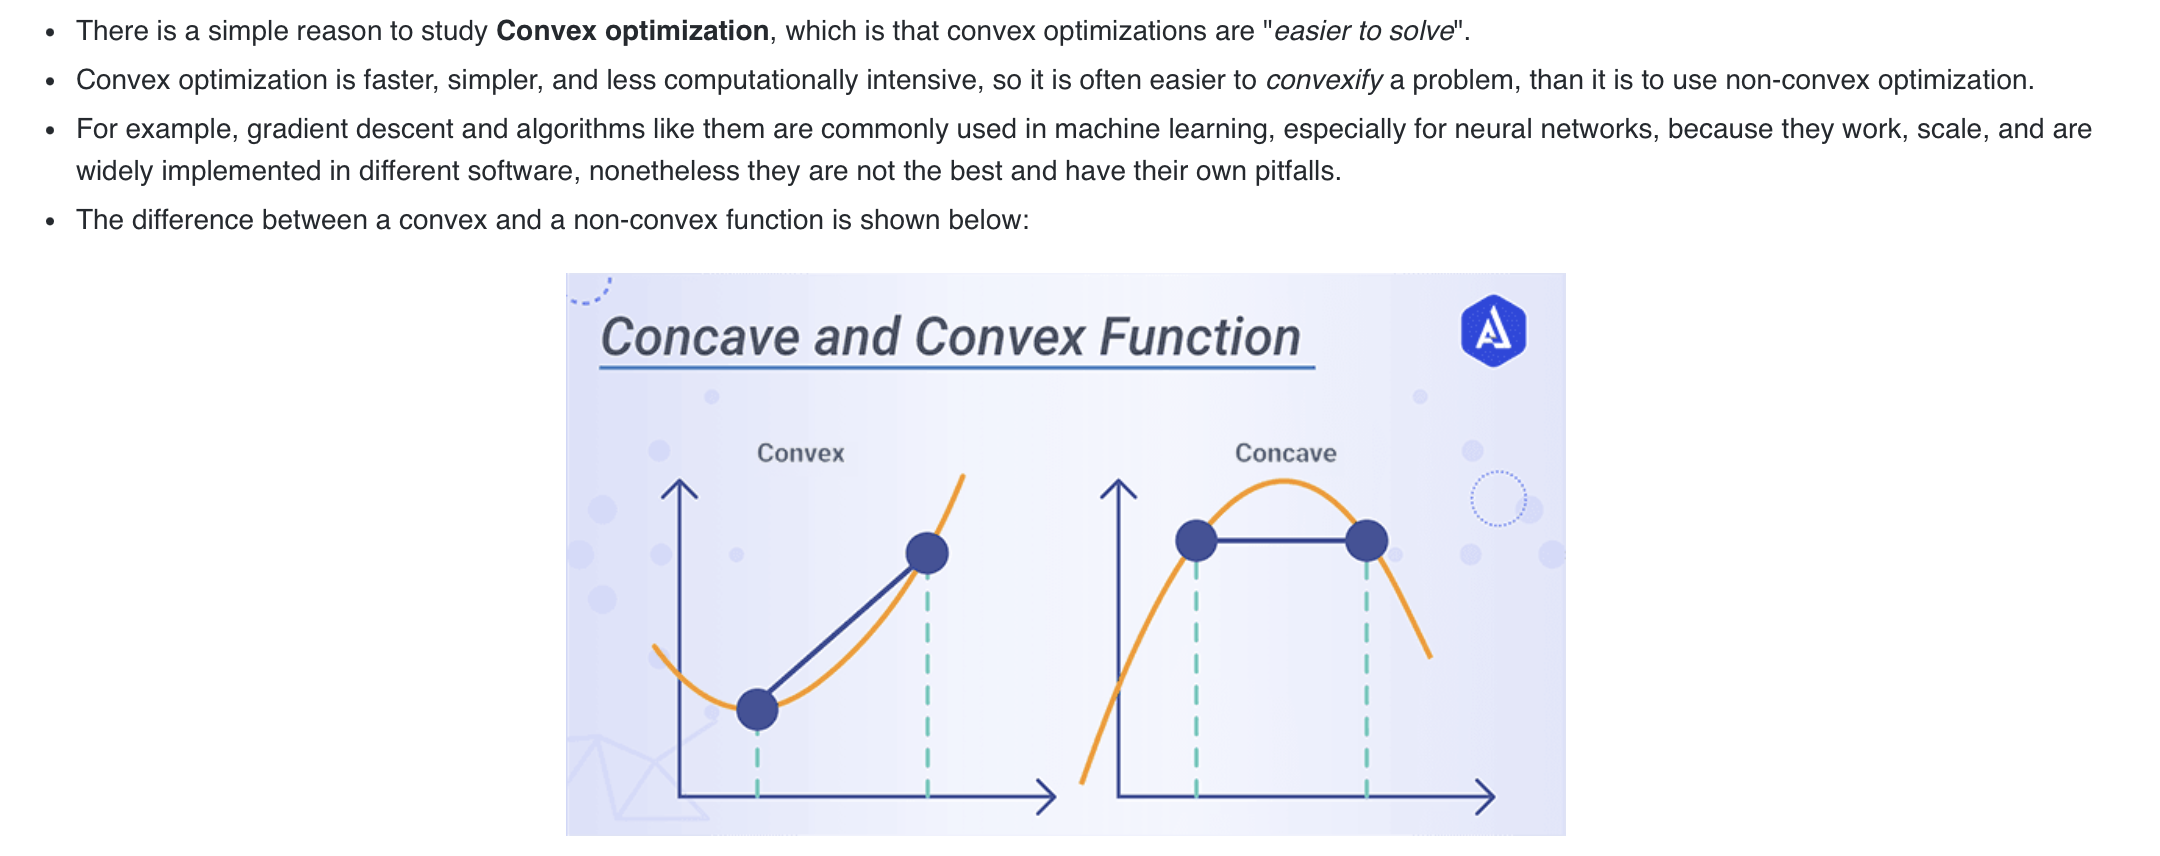 There is a simple reason to study Convex optimization, which is that convex optimizations are "easier to solve".
Convex optimization is faster, simpler, and less computationally intensive, so it is often easier to convexify a problem, than it is to use non-convex optimization.
For example, gradient descent and algorithms like them are commonly used in machine learning, especially for neural networks, because they work, scale, and are
widely implemented in different software, nonetheless they are not the best and have their own pitfalls.
The difference between a convex and a non-convex function is shown below:
Concave and Convex Function
Convex
Concave